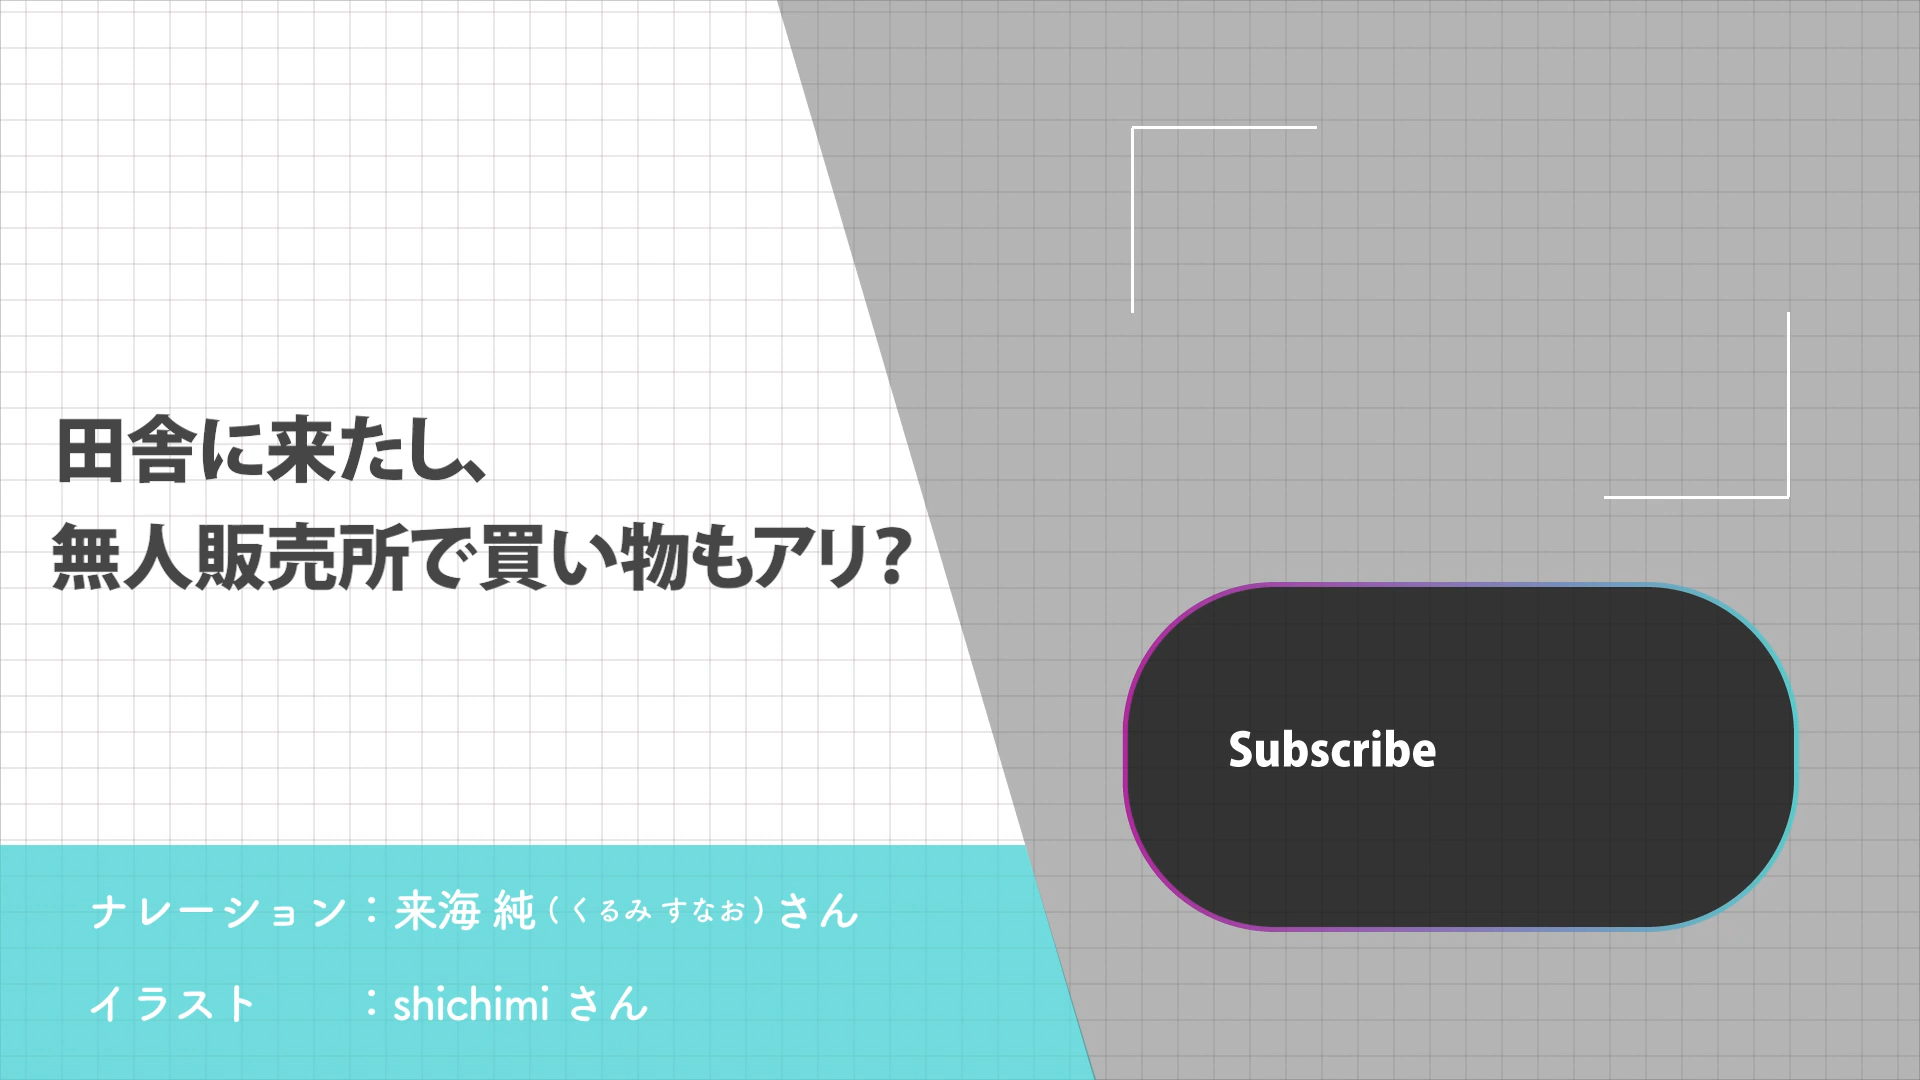 田舎に来たし、
無人販売所で買い物もアリ？
Subscribe
ナレーション：来海 純（くるみ すなお）さん
イラスト　　：shichimi さん